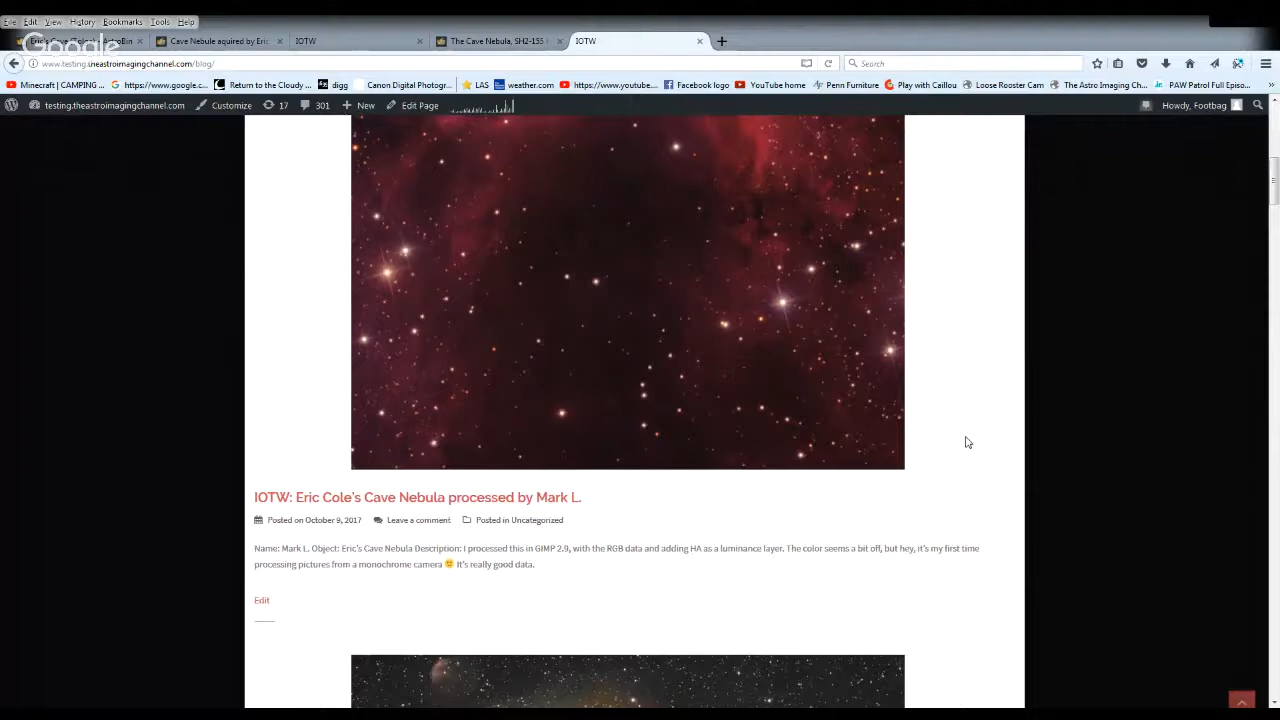 File Edit View History Bookmarks Tools Help
Google
Cave Nebula aquired by Eric
IOTW
The Cave Nebula, SH2-155
IOTW
www.testing.theastroimagingchannel.com/blog/
Search
Minecraft | CAMPING ... https://www.google.c... Return to the Cloudy ... digg Canon Digital Photograp... LAS weather.com https://www.youtube.... Facebook logo YouTube home Penn Furniture Play with Caillou Loose Rooster Cam The Astro Imaging Ch... PAW Patrol Full Episo...
testing.theastroimagingchannel.com Customize 17 301 New Edit Page Howdy, Footbag
IOTW: Eric Cole's Cave Nebula processed by Mark L.
Posted on October 9, 2017 Leave a comment Posted in Uncategorized
Name: Mark L. Object: Eric's Cave Nebula Description: I processed this in GIMP 2.9, with the RGB data and adding HA as a luminance layer. The color seems a bit off, but hey, it's my first time
processing pictures from a monochrome camera 🙂 It's really good data.
Edit